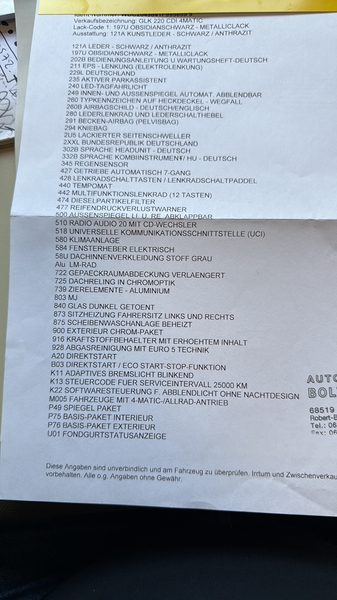 Verkaufsbezeichnung: GLK 220 CDI 4MATIC
Lack-Code 1: 197U OBSIDIANSCHWARZ - METALLICLACK
Ausstattung: 121A KUNSTLEDER - SCHWARZ / ANTHRAZIT
121A LEDER - SCHWARZ / ANTHRAZIT
197U OBSIDIANSCHWARZ - METALLICLACK
202B BEDIENUNGSANLEITUNG U.WARTUNGSHEFT-DEUTSCH
211 EPS - LENKUNG (ELEKTROLENKUNG)
229L DEUTSCHLAND
235 AKTIVER PARKASSISTENT
240 LED-TAGFAHRLICHT
249 INNEN- UND AUSSENSPIEGEL AUTOMAT. ABBLENDBAR
260 TYPKENNZEICHEN AUF HECKDECKEL - WEGFALL
260B AIRBAGSCHILD - DEUTSCH/ENGLISCH
280 LEDERLENKRAD UND LEDERSCHALTHEBEL
291 BECKEN-AIRBAG (PELVISBAG)
294 KNIEBAG
2U5 LACKIERTER SEITENSCHWELLER
2XXL BUNDESREPUBLIK DEUTSCHLAND
302B SPRACHE HEADUNIT - DEUTSCH
332B SPRACHE KOMBIINSTRUMENT/ HU - DEUTSCH
345 REGENSENSOR
427 GETRIEBE AUTOMATISCH 7-GANG
428 LENKRADSCHALTTASTEN / LENKRADSCHALTPADDEL
440 TEMPOMAT
442 MULTIFUNKTIONSLENKRAD (12 TASTEN)
474 DIESELPARTIKELFILTER
477 REIFENDRUCKVERLUSTWARNER
500 AUSSENSPIEGEL LI. U. RE. ABKLAPPBAR
510 RADIO AUDIO 20 MIT CD-WECHSLER
518 UNIVERSELLE KOMMUNIKATIONSSCHNITTSTELLE (UCI)
580 KLIMAANLAGE
584 FENSTERHEBER ELEKTRISCH
58U DACHINNENVERKLEIDUNG STOFF GRAU
Alu LM-RAD
722 GEPAECKRAUMABDECKUNG VERLAENGERT
725 DACHRELING IN CHROMOPTIK
739 ZIERELEMENTE - ALUMINIUM
803 MJ
840 GLAS DUNKEL GETOENT
873 SITZHEIZUNG FAHRERSITZ LINKS UND RECHTS
875 SCHEIBENWASCHANLAGE BEHEIZT
900 EXTERIEUR CHROM-PAKET
916 KRAFTSTOFFBEHAELTER MIT ERHOEHTEM INHALT
928 ABGASREINIGUNG MIT EURO 5 TECHNIK
A20 DIREKTSTART
B03 DIREKTSTART / ECO START-STOP-FUNKTION
K11 ADAPTIVES BREMSLICHT BLINKEND
K13 STEUERCODE FUER SERVICEINTERVALL 25000 KM
K22 SOFTWARESTEUERUNG F. ABBLENDLICHT OHNE NACHTDESIGN
M005 FAHRZEUGE MIT 4-MATIC-/ALLRAD-ANTRIEB
P49 SPIEGEL PAKET
P75 BASIS-PAKET INTERIEUR
P76 BASIS-PAKET EXTERIEUR
U01 FONDGURTSTATUSANZEIGE
AUTO
BOL
68519
Robert-B
Tel.: 06
Fax: 06
Diese Angaben sind unverbindlich und am Fahrzeug zu überprüfen. Irrtum und Zwischenverkau
vorbehalten. Alle o.g. Angaben ohne Gewähr.